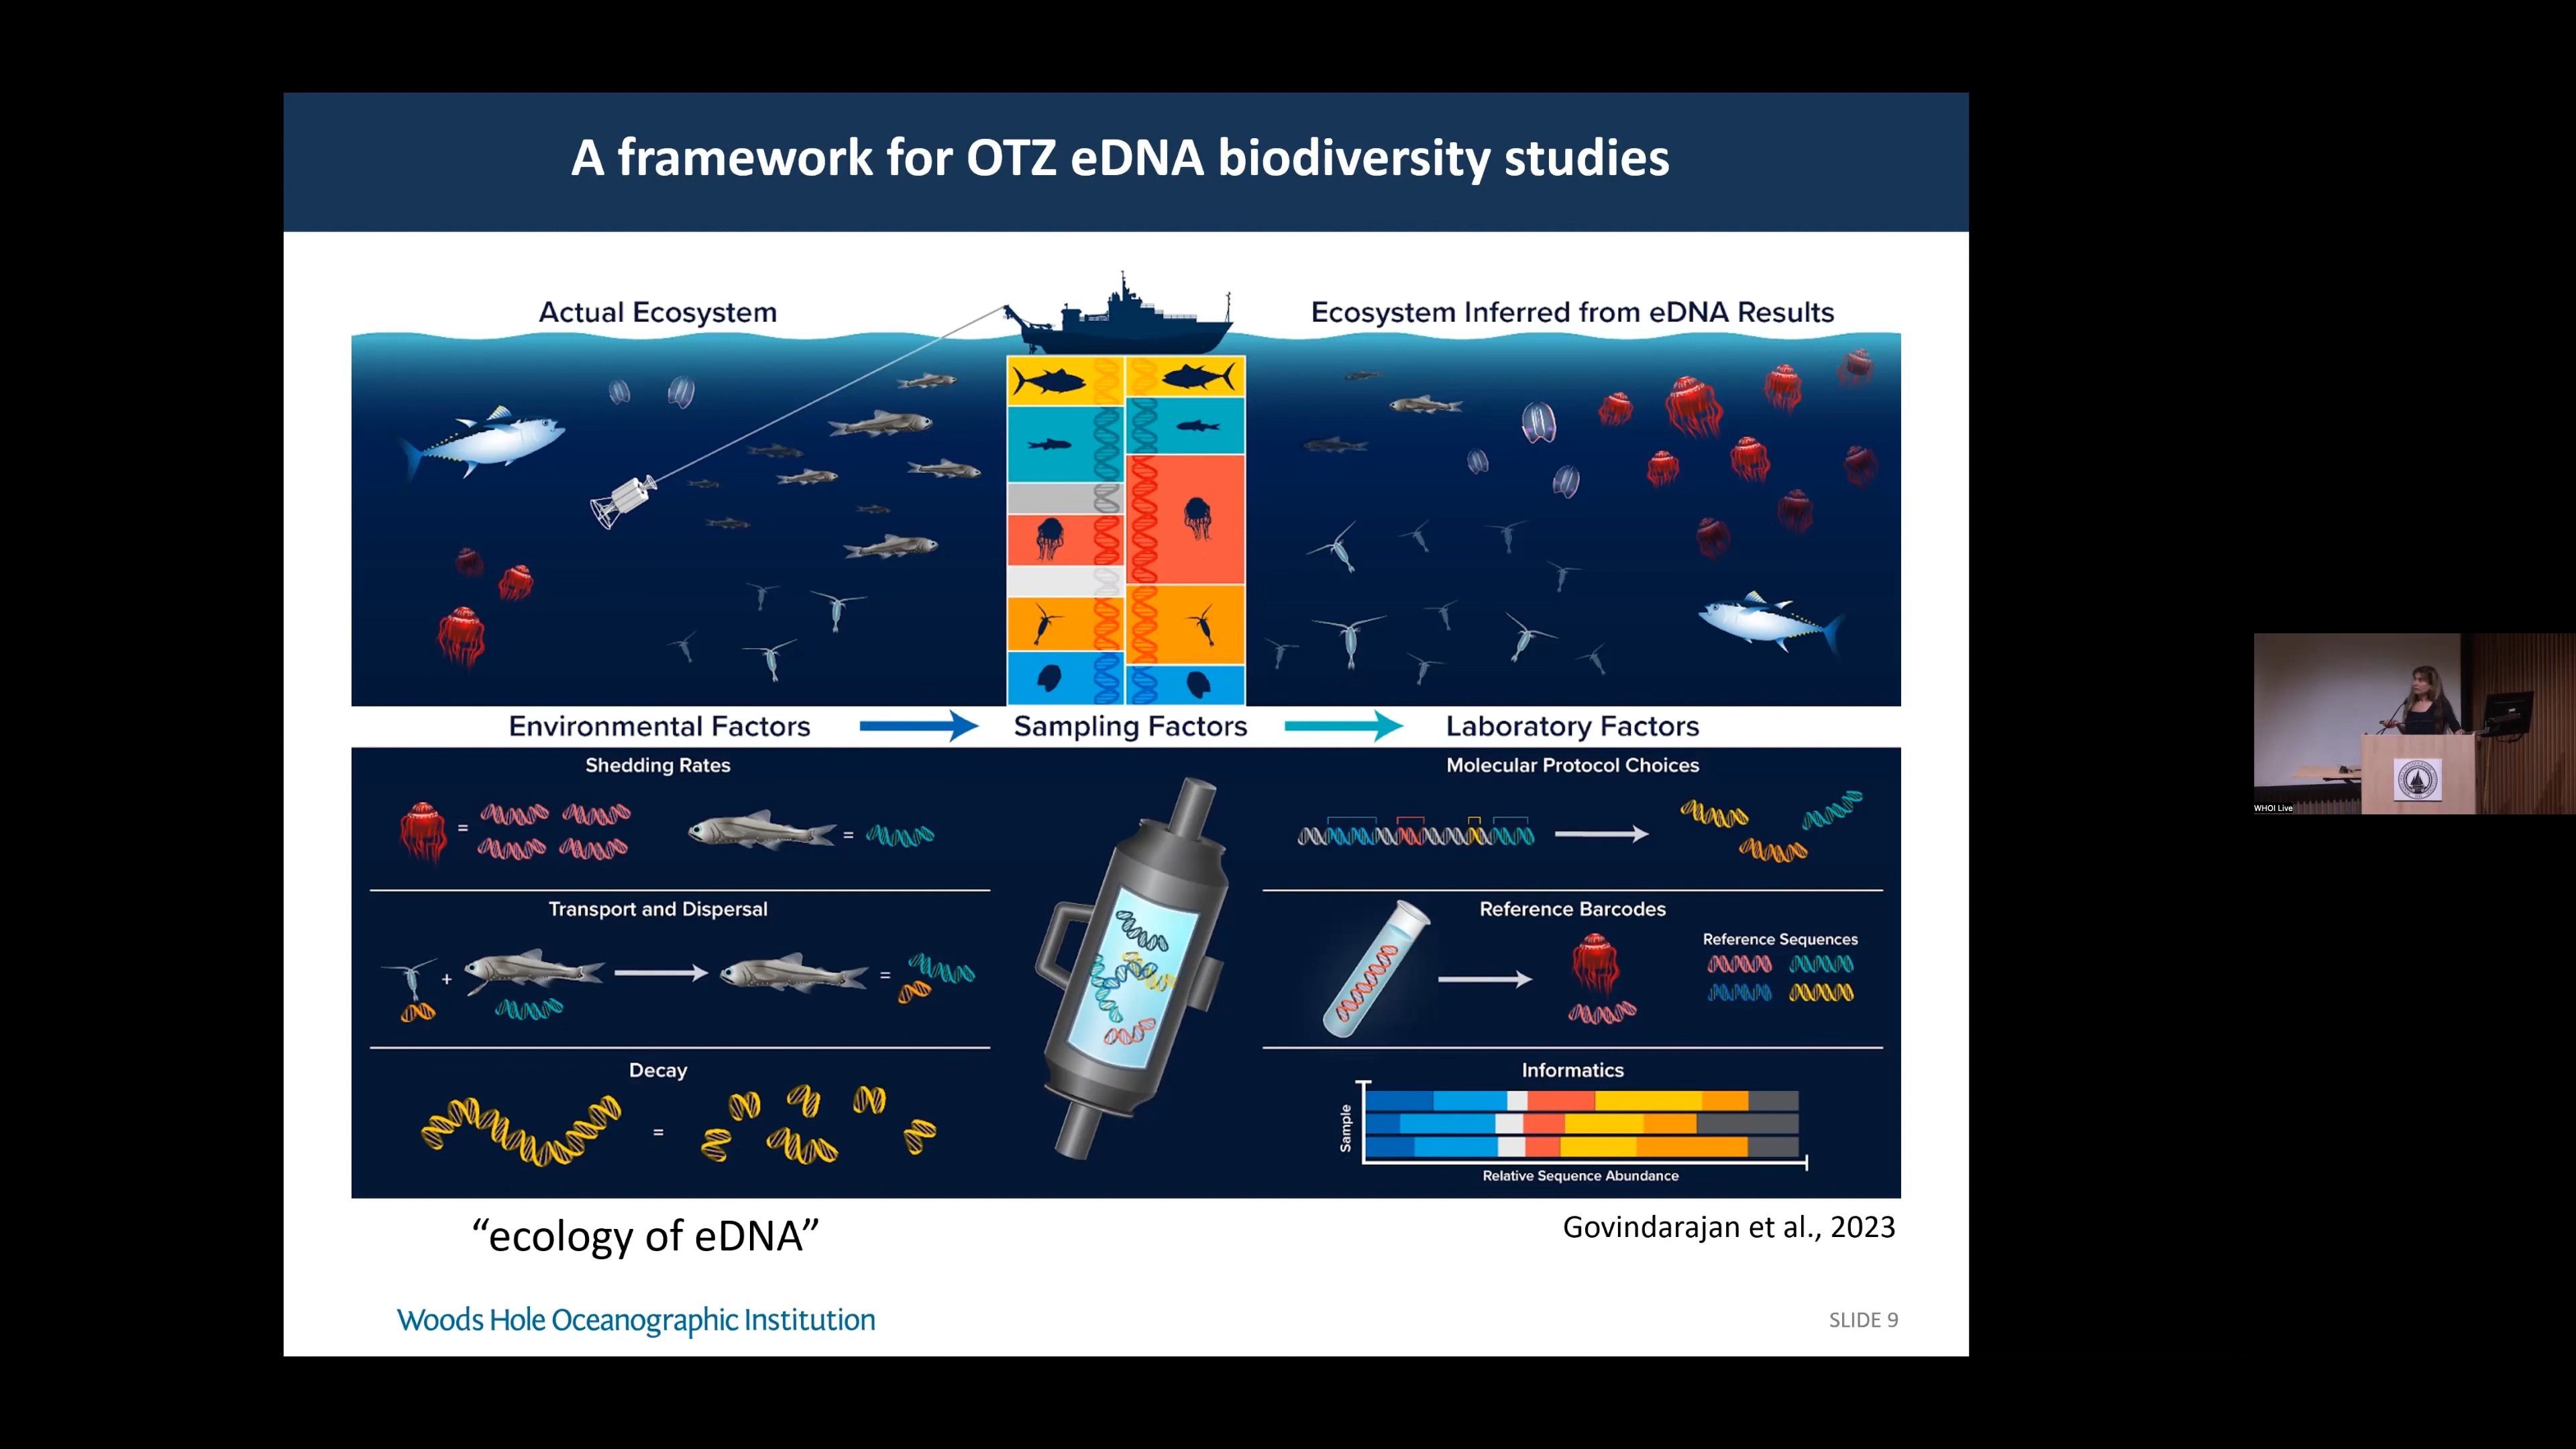 A framework for OTZ eDNA biodiversity studies
Actual Ecosystem
Ecosystem Inferred from eDNA Results
Environmental Factors
Sampling Factors
Laboratory Factors
Shedding Rates
=
=
Transport and Dispersal
+
=
Decay
=
Molecular Protocol Choices
Reference Barcodes
Reference Sequences
Informatics
Sample
Relative Sequence Abundance
“ecology of eDNA”
Govindarajan et al., 2023
Woods Hole Oceanographic Institution
SLIDE 9
WHOI Live